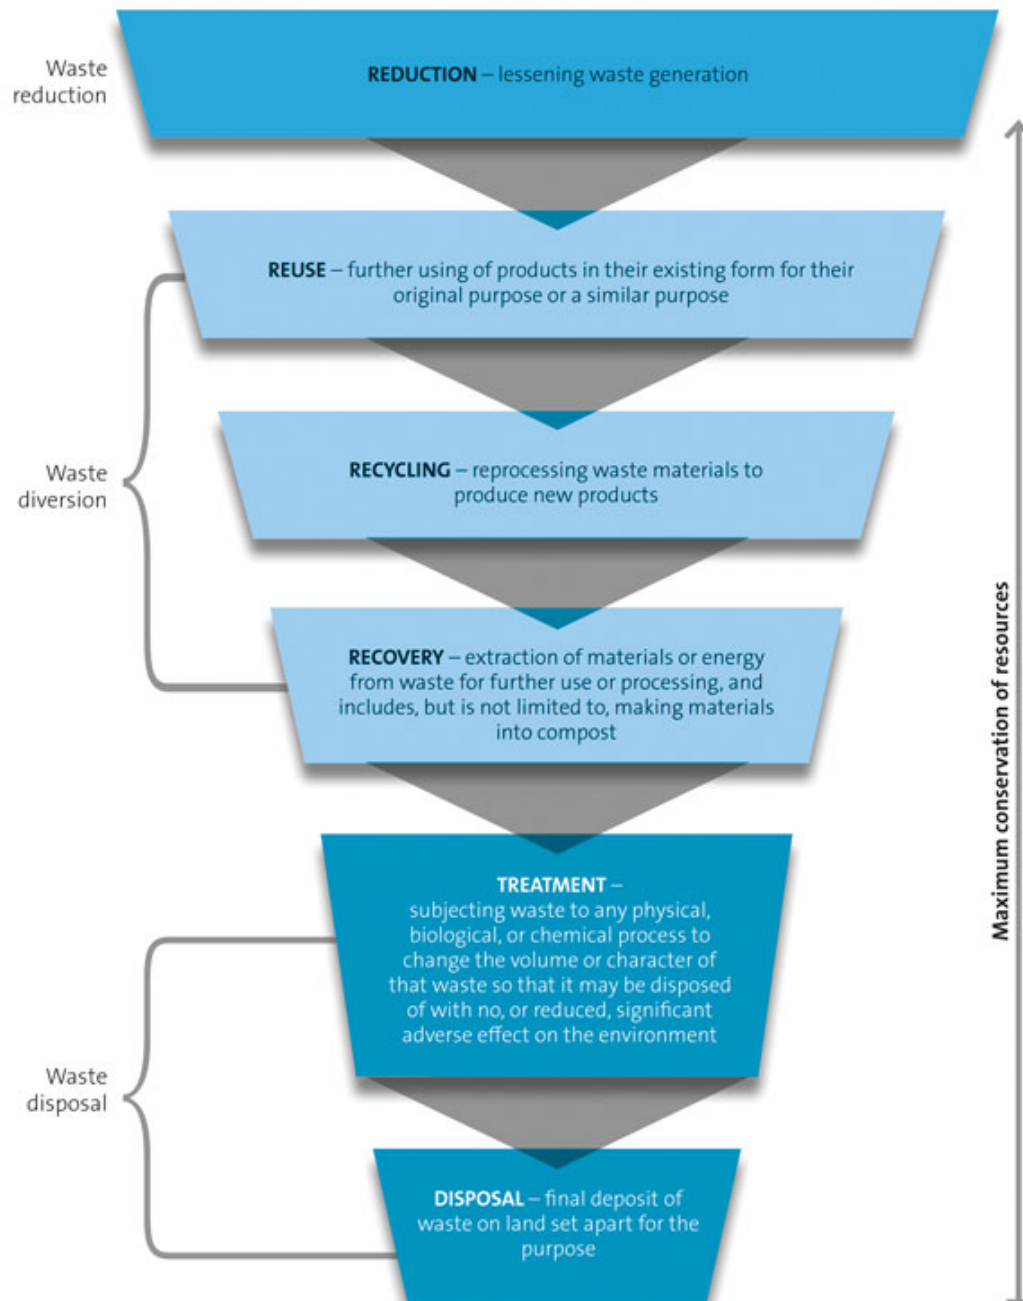 Waste
reduction
REDUCTION – lessening waste generation
REUSE – further using of products in their existing form for their
original purpose or a similar purpose
Waste
diversion
RECYCLING – reprocessing waste materials to
produce new products
RECOVERY – extraction of materials or energy
from waste for further use or processing, and
includes, but is not limited to, making materials
into compost
TREATMENT –
subjecting waste to any physical,
biological, or chemical process to
change the volume or character of
that waste so that it may be disposed
of with no, or reduced, significant
adverse effect on the environment
Waste
disposal
DISPOSAL – final deposit of
waste on land set apart for the
purpose
Maximum conservation of resources